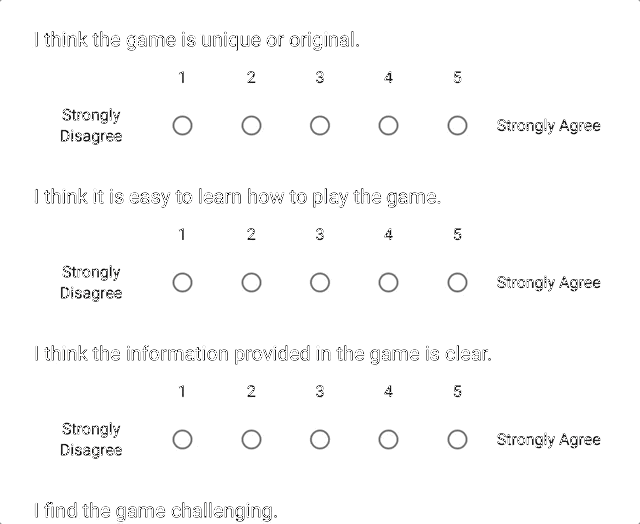 I think the game is unique or original.
1 2 3 4 5
Strongly
Disagree
Strongly Agree
I think it is easy to learn how to play the game.
1 2 3 4 5
Strongly
Disagree
Strongly Agree
I think the information provided in the game is clear.
1 2 3 4 5
Strongly
Disagree
Strongly Agree
I find the game challenging.